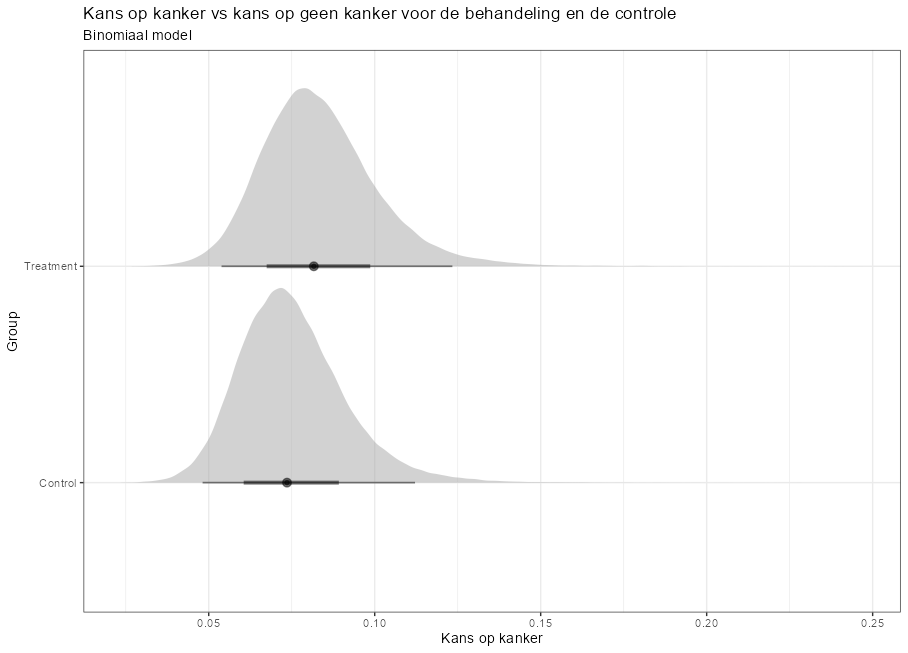 Kans op kanker vs kans op geen kanker voor de behandeling en de controle
Binomiaal model
Group
Treatment
Control
0.05 0.10 0.15 0.20 0.25
Kans op kanker